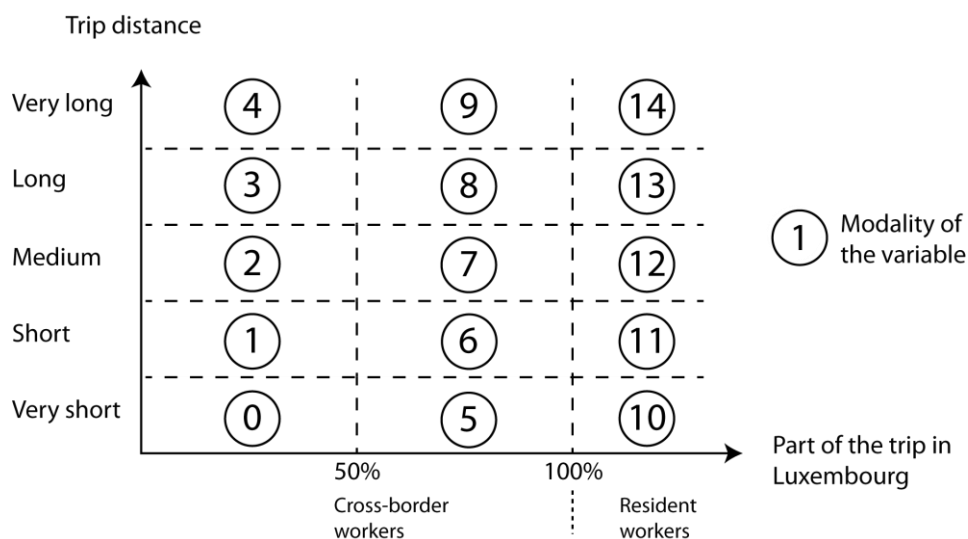 Trip distance
Very long
4
9
14
Long
3
8
13
Medium
2
7
12
1
Modality of
the variable
Short
1
6
11
Very short
0
5
10
50%
100%
Part of the trip in
Luxembourg
Cross-border
workers
Resident
workers